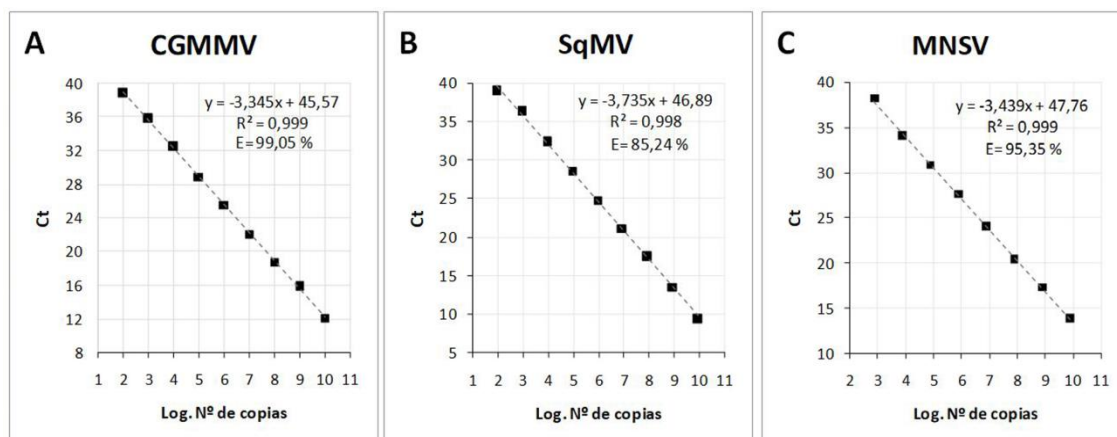 A
CGMMV
y = -3,345x + 45,57
R² = 0,999
E= 99,05 %
40
36
32
28
24
20
16
12
8
Ct
1 2 3 4 5 6 7 8 9 10 11
Log. Nº de copias
B
SqMV
y = -3,735x + 46,89
R² = 0,998
E= 85,24 %
40
35
30
25
20
15
10
5
Ct
1 2 3 4 5 6 7 8 9 10 11
Log. Nº de copias
C
MNSV
y = -3,439x + 47,76
R² = 0,999
E= 95,35 %
40
35
30
25
20
15
10
Ct
2 3 4 5 6 7 8 9 10 11
Log. Nº de copias